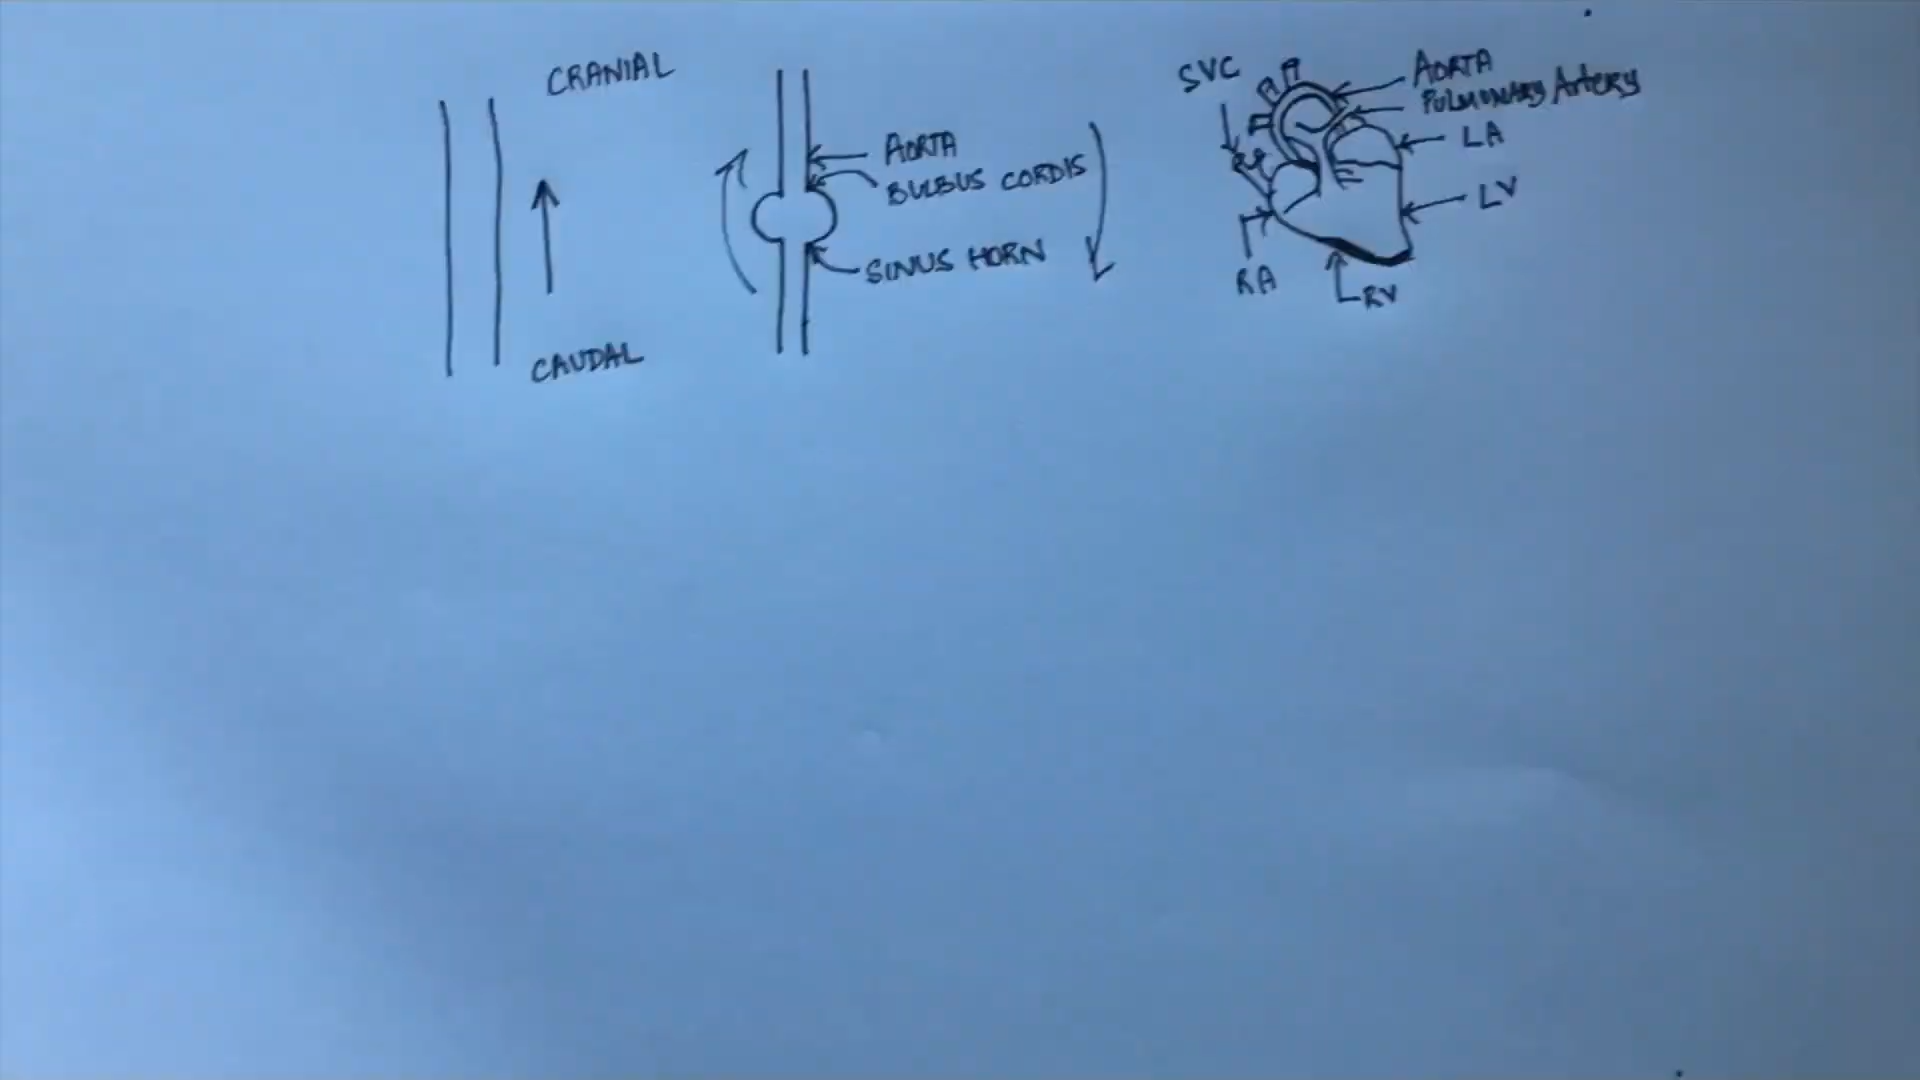 CRANIAL
CAUDAL
AORTA
BULBUS CORDIS
SINUS HORN
SVC
AORTA
PULMONARY ArtERy
LA
LV
RA
RV